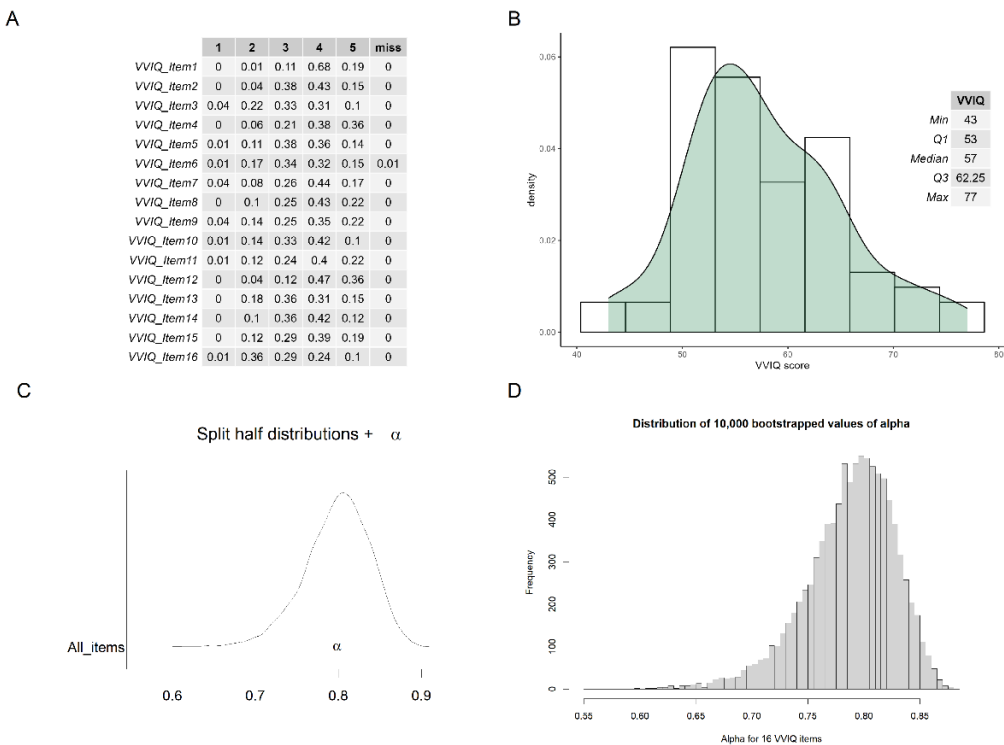 A
1 2 3 4 5 miss
VVIQ_Item1 0 0.01 0.11 0.68 0.19 0
VVIQ_Item2 0 0.04 0.38 0.43 0.15 0
VVIQ_Item3 0.04 0.22 0.33 0.31 0.1 0
VVIQ_Item4 0 0.06 0.21 0.38 0.36 0
VVIQ_Item5 0.01 0.11 0.38 0.36 0.14 0
VVIQ_Item6 0.01 0.17 0.34 0.32 0.15 0.01
VVIQ_Item7 0.04 0.08 0.26 0.44 0.17 0
VVIQ_Item8 0 0.1 0.25 0.43 0.22 0
VVIQ_Item9 0.04 0.14 0.25 0.35 0.22 0
VVIQ_Item10 0.01 0.14 0.33 0.42 0.1 0
VVIQ_Item11 0.01 0.12 0.24 0.4 0.22 0
VVIQ_Item12 0 0.04 0.12 0.47 0.36 0
VVIQ_Item13 0 0.18 0.36 0.31 0.15 0
VVIQ_Item14 0 0.1 0.36 0.42 0.12 0
VVIQ_Item15 0 0.12 0.29 0.39 0.19 0
VVIQ_Item16 0.01 0.36 0.29 0.24 0.1 0
B
0.06
0.04
0.02
0.00
density
40 50 60 70 80
VVIQ score
VVIQ
Min 43
Q1 53
Median 57
Q3 62.25
Max 77
C
Split half distributions + α
All_items
α
0.6 0.7 0.8 0.9
D
Distribution of 10,000 bootstrapped values of alpha
500
400
300
200
100
0
Frequency
0.55 0.60 0.65 0.70 0.75 0.80 0.85
Alpha for 16 VVIQ items